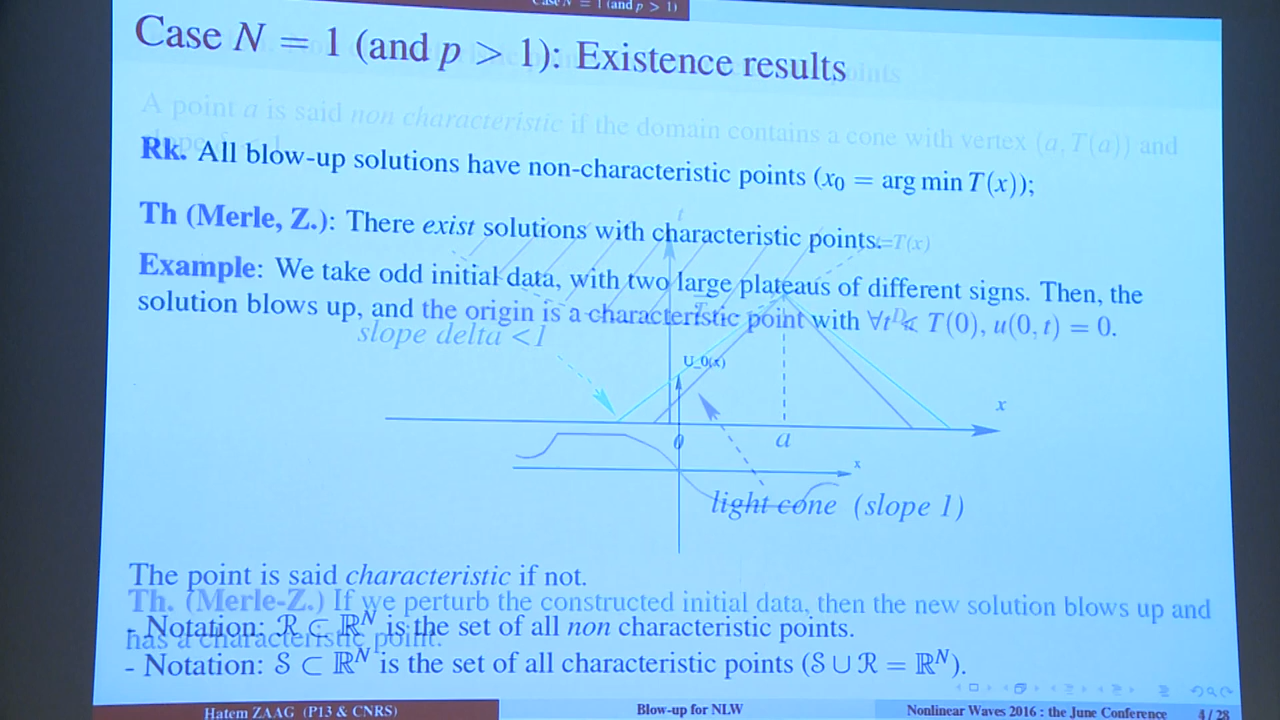 Case N = 1 (and p > 1)
Case N = 1 (and p > 1): Existence results
points
A point a is said non characteristic if the domain contains a cone with vertex (a, T(a)) and
slope
Rk. All blow-up solutions have non-characteristic points (x₀ = arg min T(x));
t
Th (Merle, Z.): There exist solutions with characteristic points.
=T(x)
Example: We take odd initial data, with two large plateaus of different signs. Then, the
solution blows up, and the origin is a characteristic point with ∀t < T(0), u(0, t) = 0.
slope delta <1
U_0(x)
x
0
a
x
light cone (slope 1)
The point is said characteristic if not.
Th. (Merle-Z.) If we perturb the constructed initial data, then the new solution blows up and
has a characteristic point.
- Notation: ℛ ⊂ ℝᴺ is the set of all non characteristic points.
- Notation: 𝒮 ⊂ ℝᴺ is the set of all characteristic points (𝒮 ∪ ℛ = ℝᴺ).
Hatem ZAAG (P13 & CNRS)
Blow-up for NLW
Nonlinear Waves 2016 : the June Conference
4 / 28